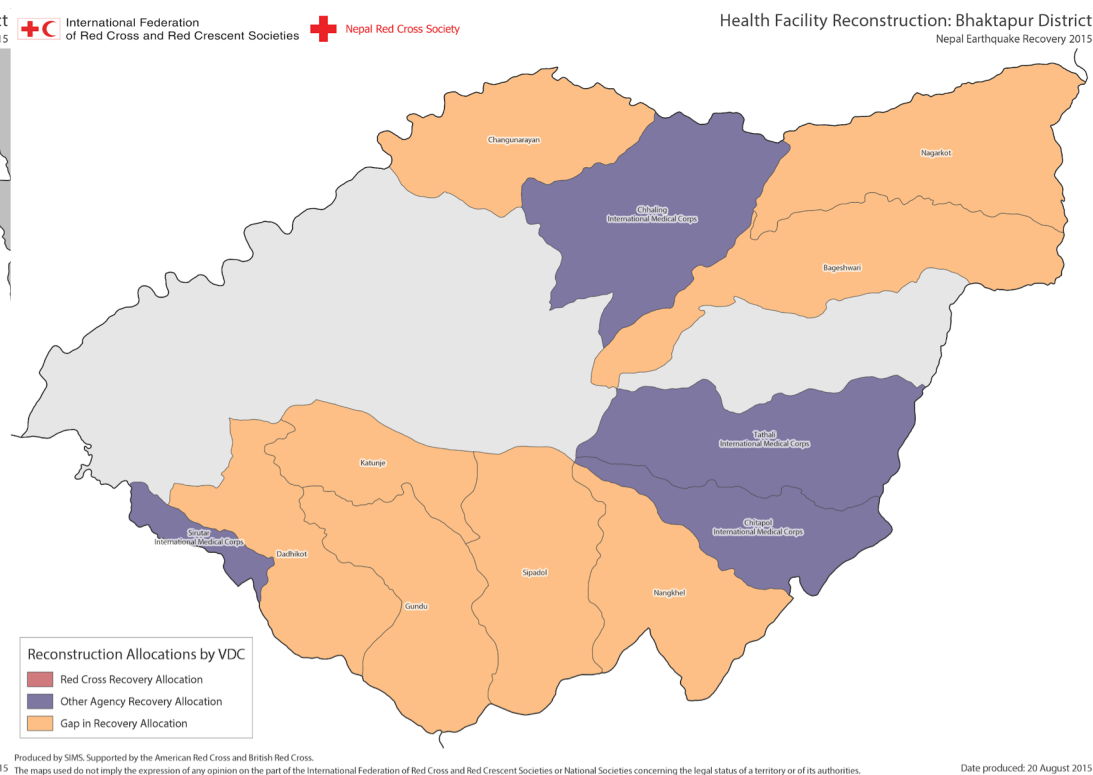 ct
15
International Federation
of Red Cross and Red Crescent Societies
Nepal Red Cross Society
Health Facility Reconstruction: Bhaktapur District
Nepal Earthquake Recovery 2015
Changunarayan
Nagarkot
Chhaling
International Medical Corps
Bageshwari
Tathali
International Medical Corps
Katunje
Chitapol
International Medical Corps
Sirutar
International Medical Corps
Dadhikot
Sipadol
Nangkhel
Gundu
Reconstruction Allocations by VDC
Red Cross Recovery Allocation
Other Agency Recovery Allocation
Gap in Recovery Allocation
Produced by SIMS. Supported by the American Red Cross and British Red Cross.
15
The maps used do not imply the expression of any opinion on the part of the International Federation of Red Cross and Red Crescent Societies or National Societies concerning the legal status of a territory or of its authorities.
Date produced: 20 August 2015